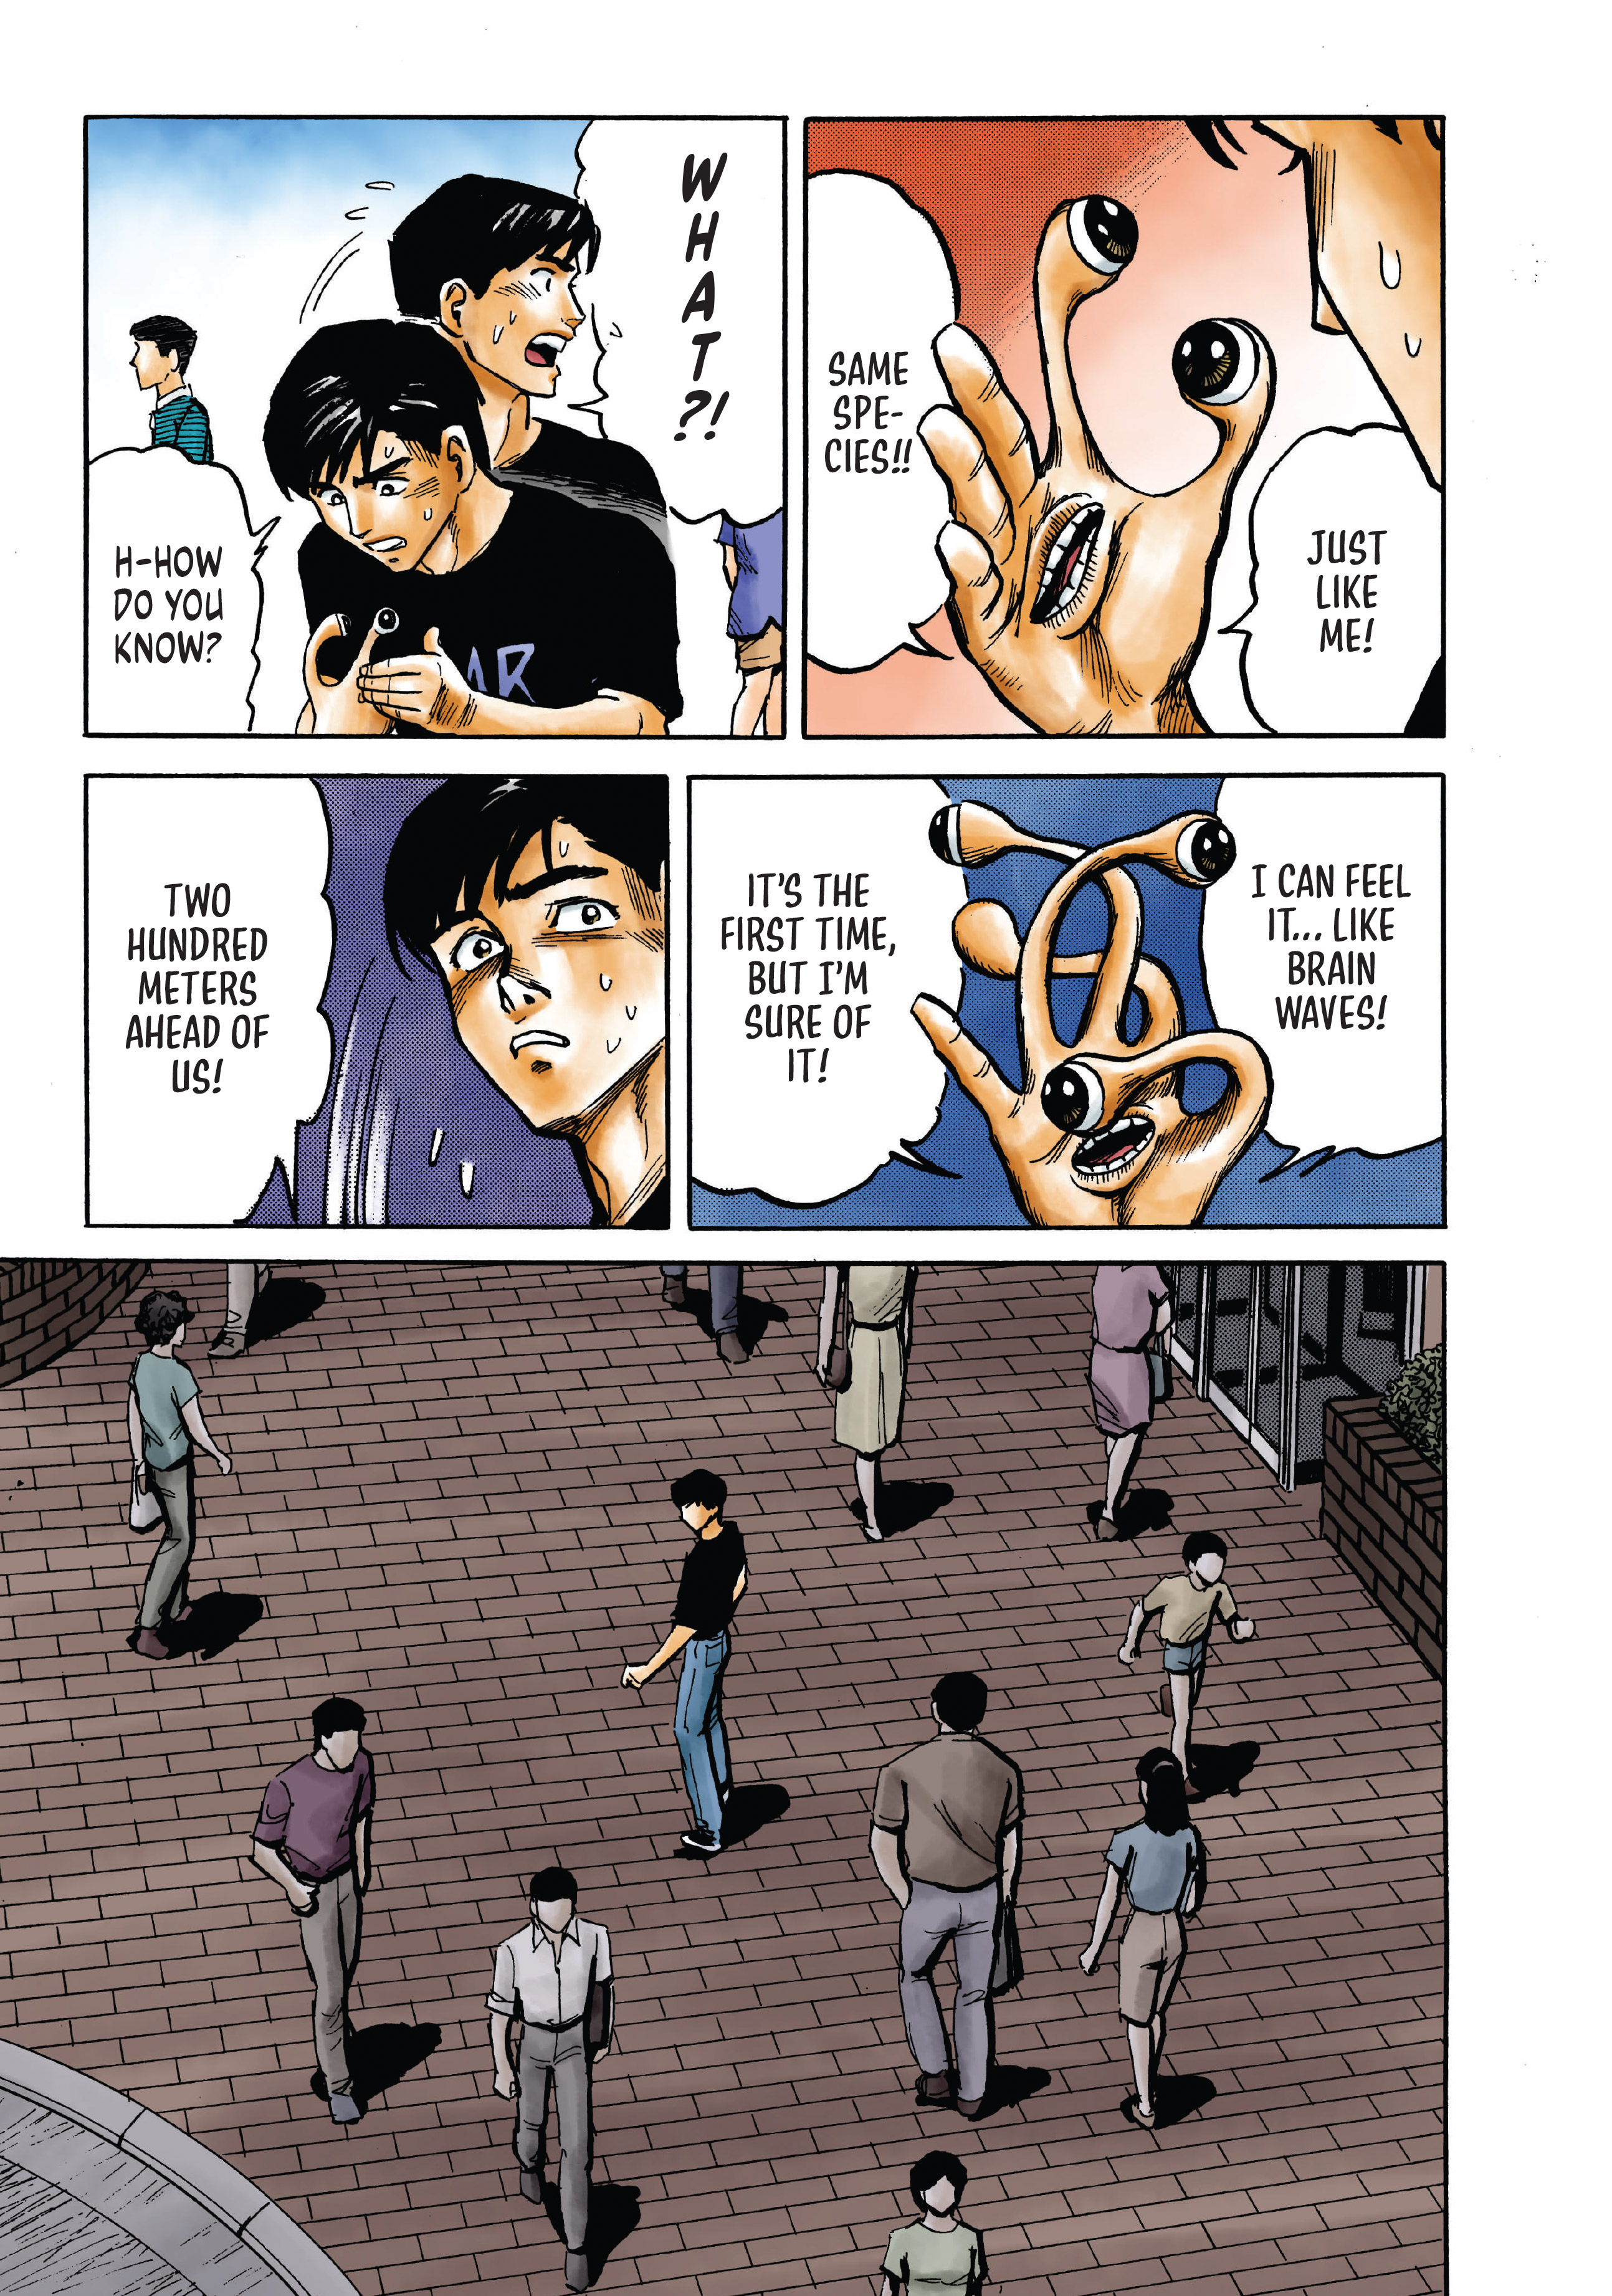 JUST
LIKE
ME!
SAME
SPE-
CIES!!
W
H
A
T
?!
H-HOW
DO YOU
KNOW?
AR
I CAN FEEL
IT... LIKE
BRAIN
WAVES!
IT'S THE
FIRST TIME,
BUT I'M
SURE OF
IT!
TWO
HUNDRED
METERS
AHEAD OF
US!